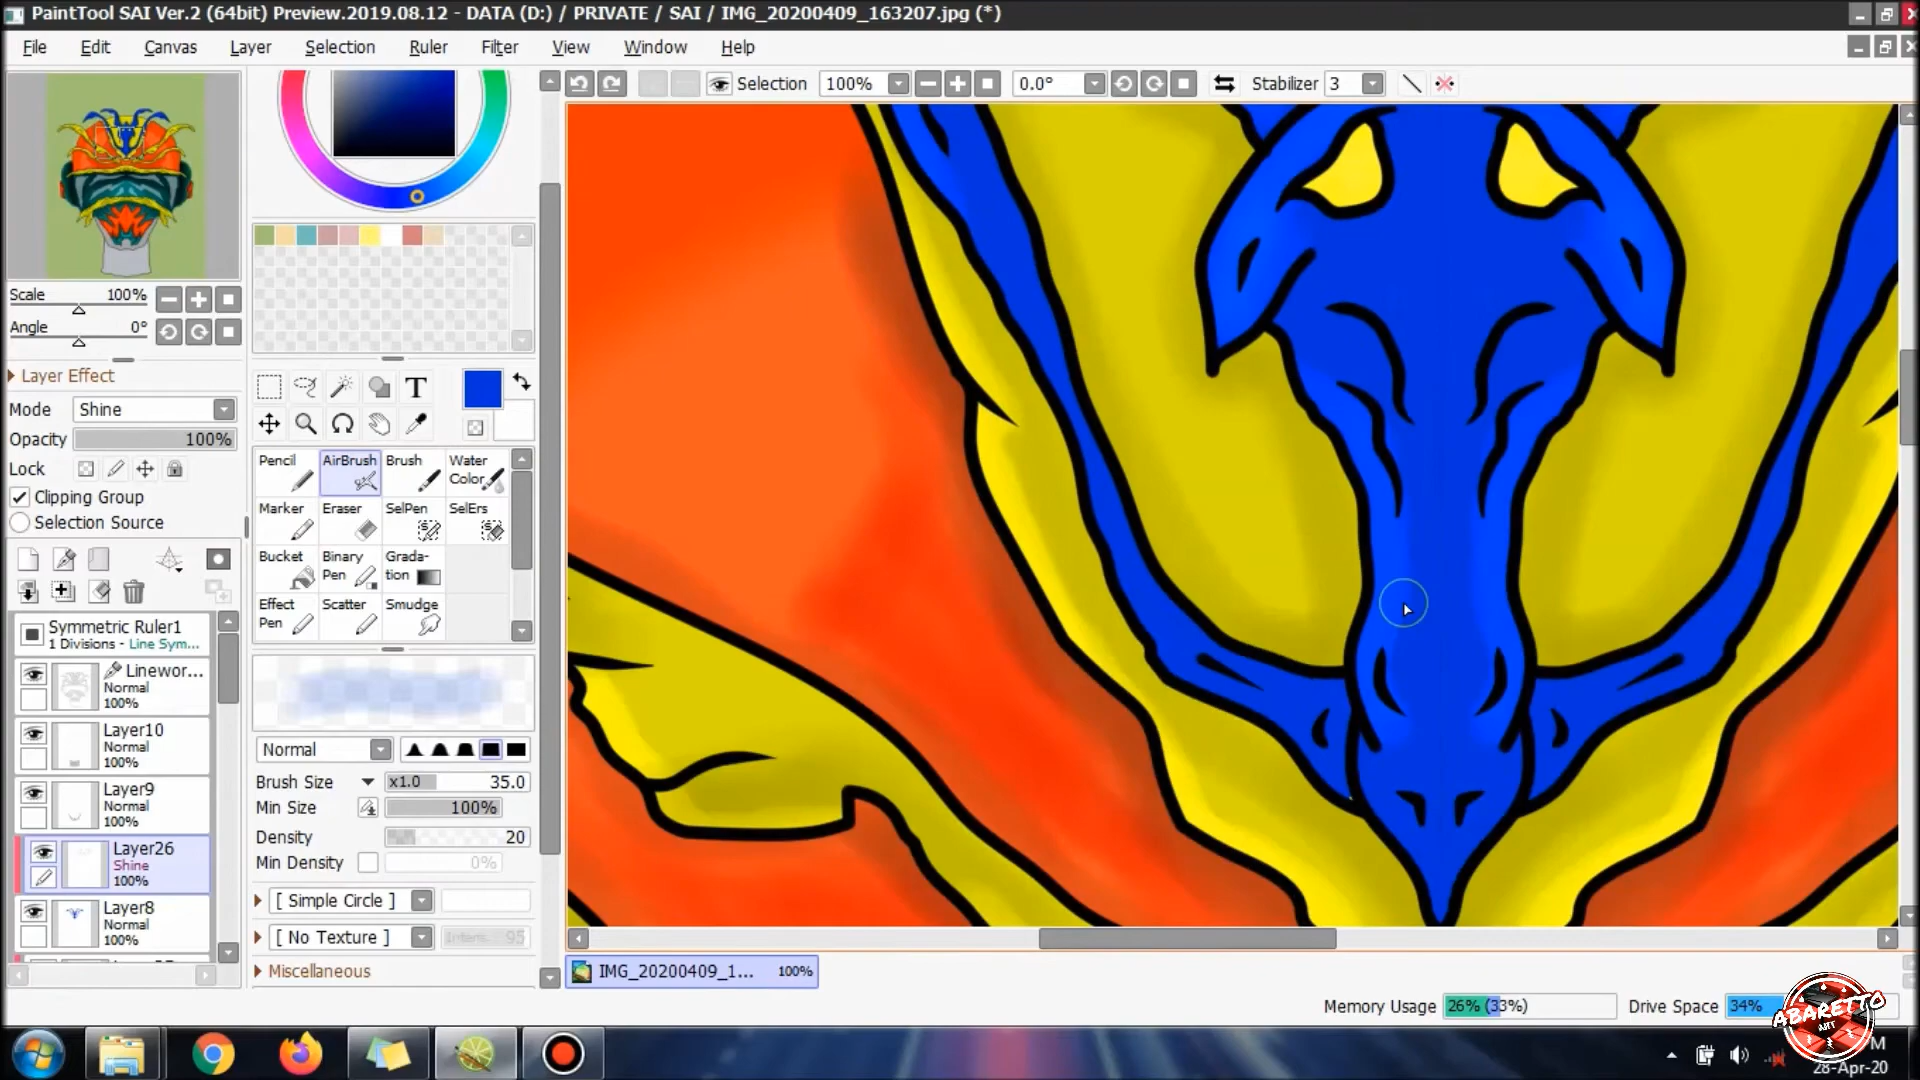 PaintTool SAI Ver.2 (64bit) Preview.2019.08.12 - DATA (D:) / PRIVATE / SAI / IMG_20200409_163207.jpg (*)
File Edit Canvas Layer Selection Ruler Filter View Window Help
Selection 100% 0.0° Stabilizer 3
Scale 100%
Angle 0°
Layer Effect
Mode Shine
Opacity 100%
Lock
Clipping Group
Selection Source
Symmetric Ruler1
1 Divisions - Line Sym...
Linewor...
Normal
100%
Layer10
Normal
100%
Layer9
Normal
100%
Layer26
Shine
100%
Layer8
Normal
100%
T
Pencil AirBrush Brush Water Color
Marker Eraser SelPen SelErs
Bucket Binary Pen Grada-tion
Effect Pen Scatter Smudge
Normal
Brush Size x1.0 35.0
Min Size 100%
Density 20
Min Density 0%
[ Simple Circle ]
[ No Texture ] Intens. 95
Miscellaneous
IMG_20200409_1... 100%
Memory Usage 26% (33%) Drive Space 34%
ABARETTO
ART
M
28-Apr-20